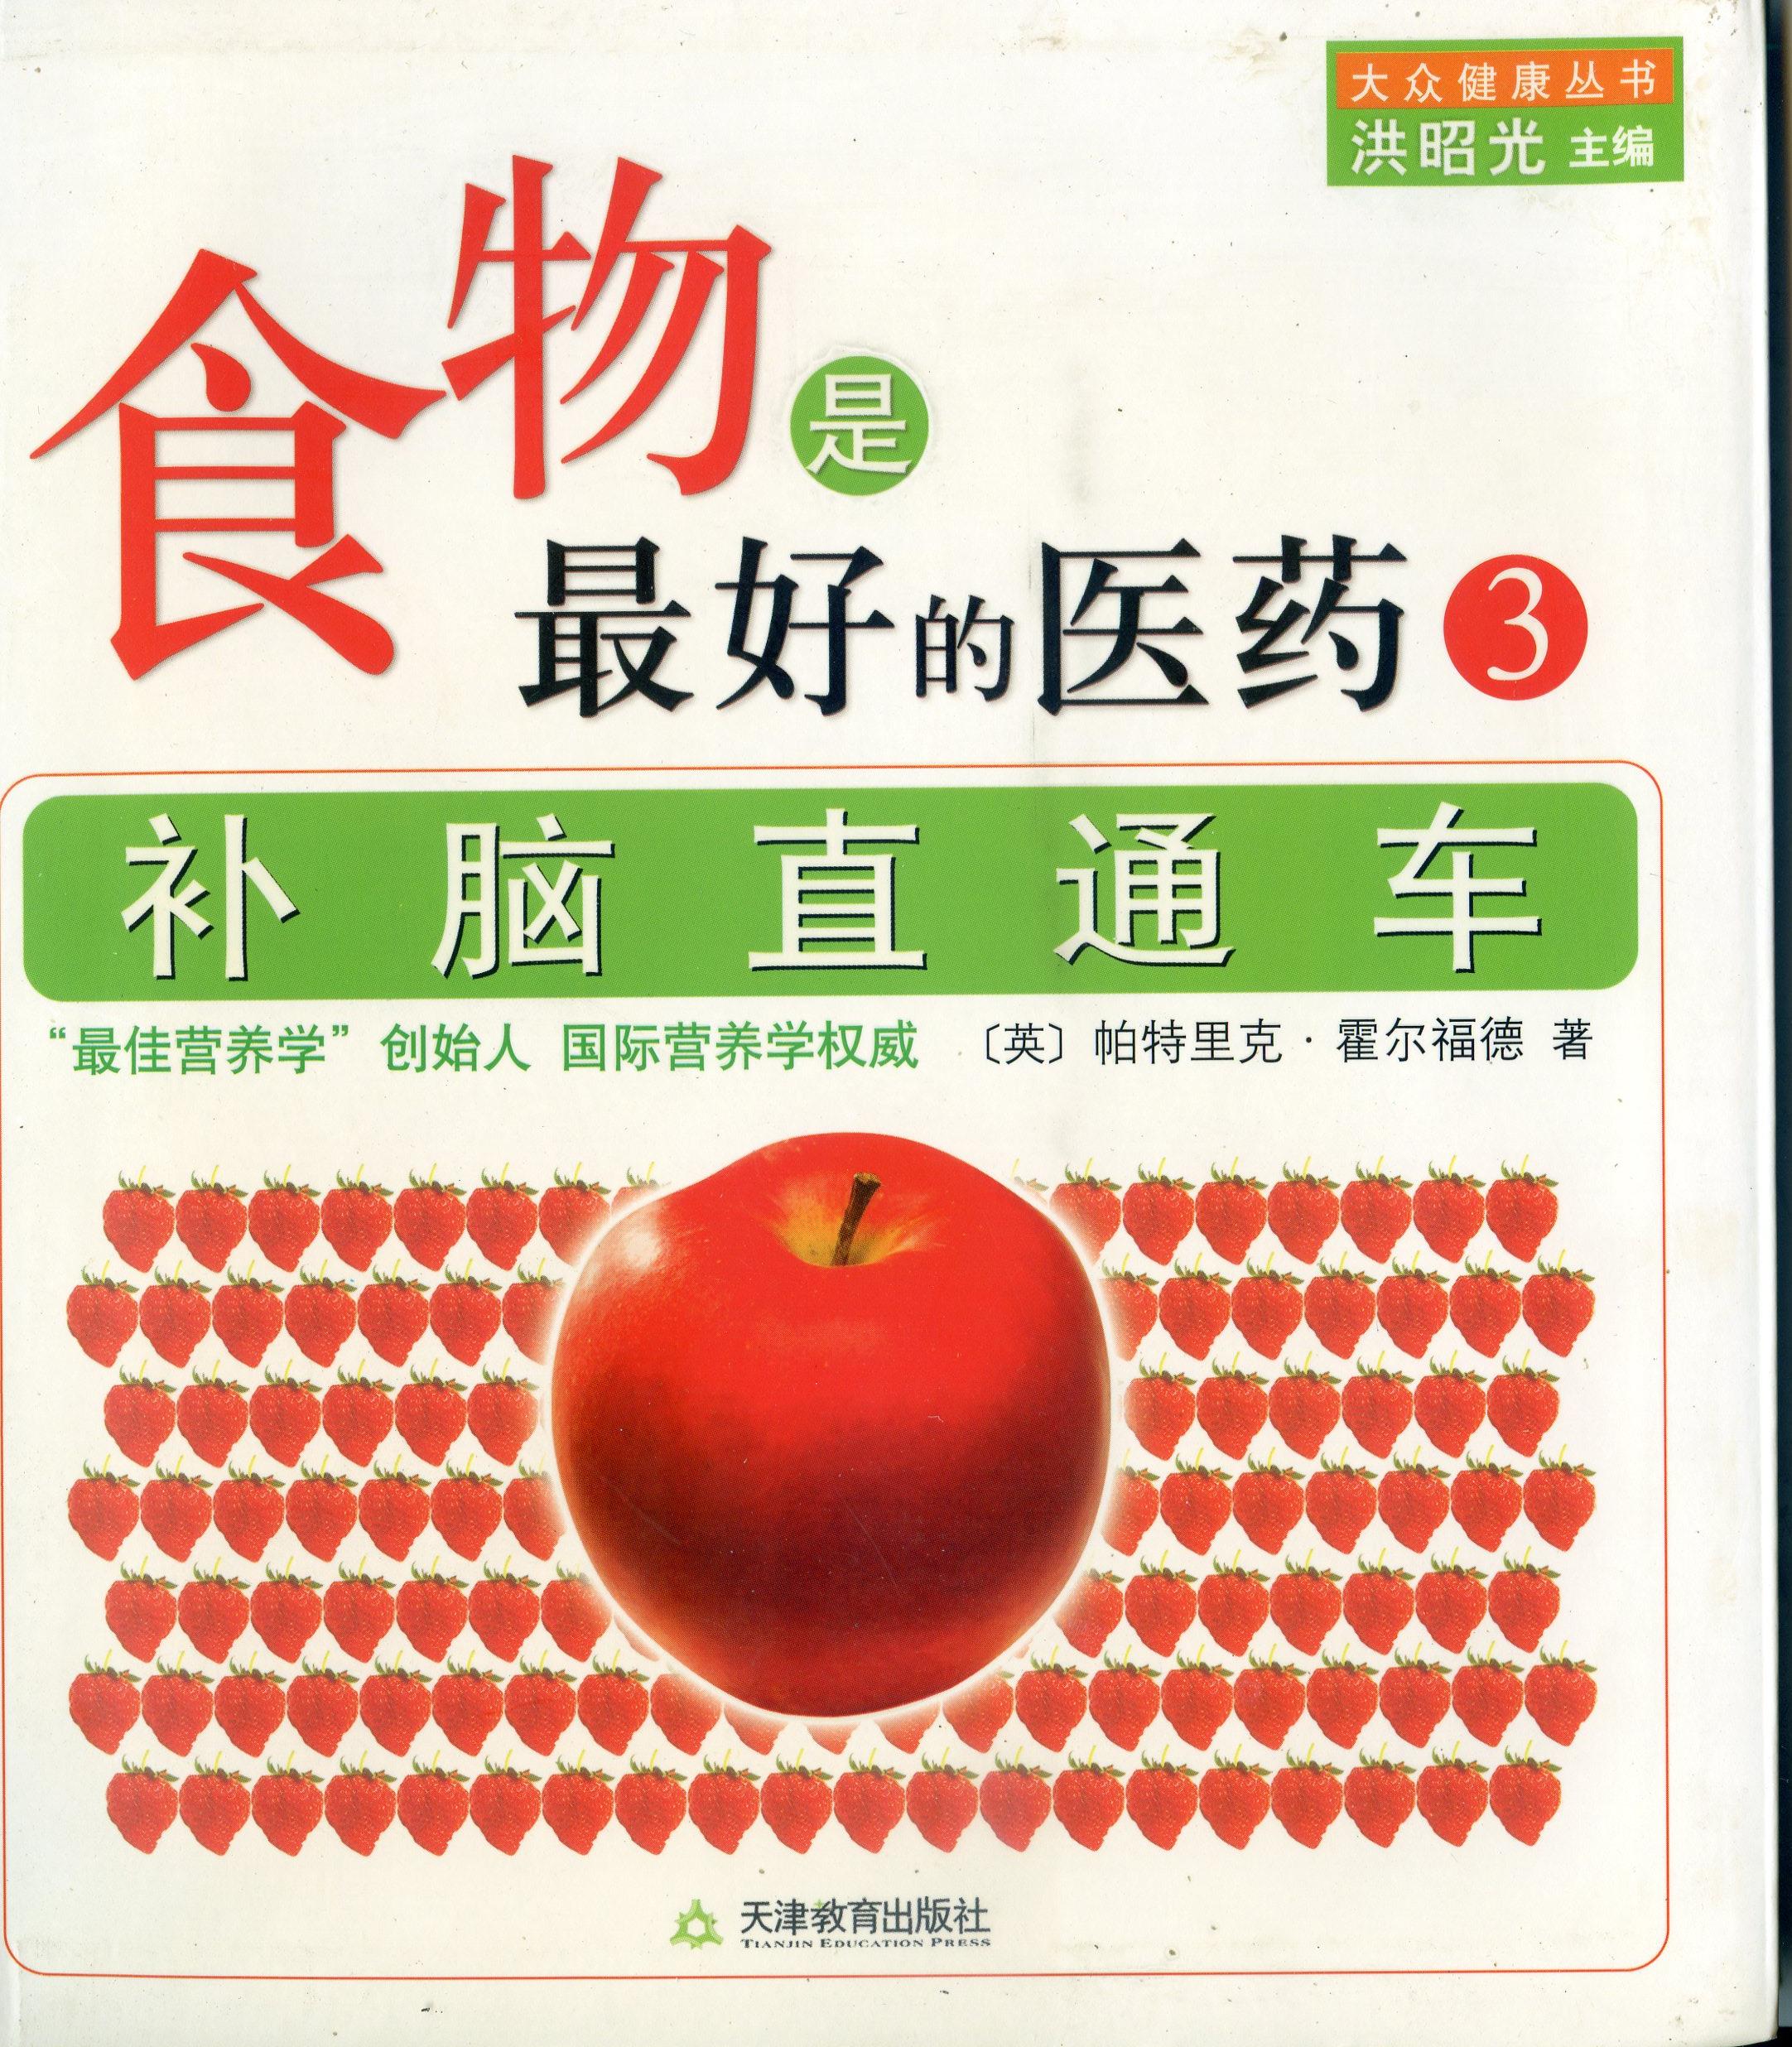 大众健康丛书
洪昭光 主编
食物是
最好的医药3
补脑直通车
“最佳营养学”创始人 国际营养学权威 〔英〕帕特里克·霍尔福德 著
天津教育出版社
TIANJIN EDUCATION PRESS